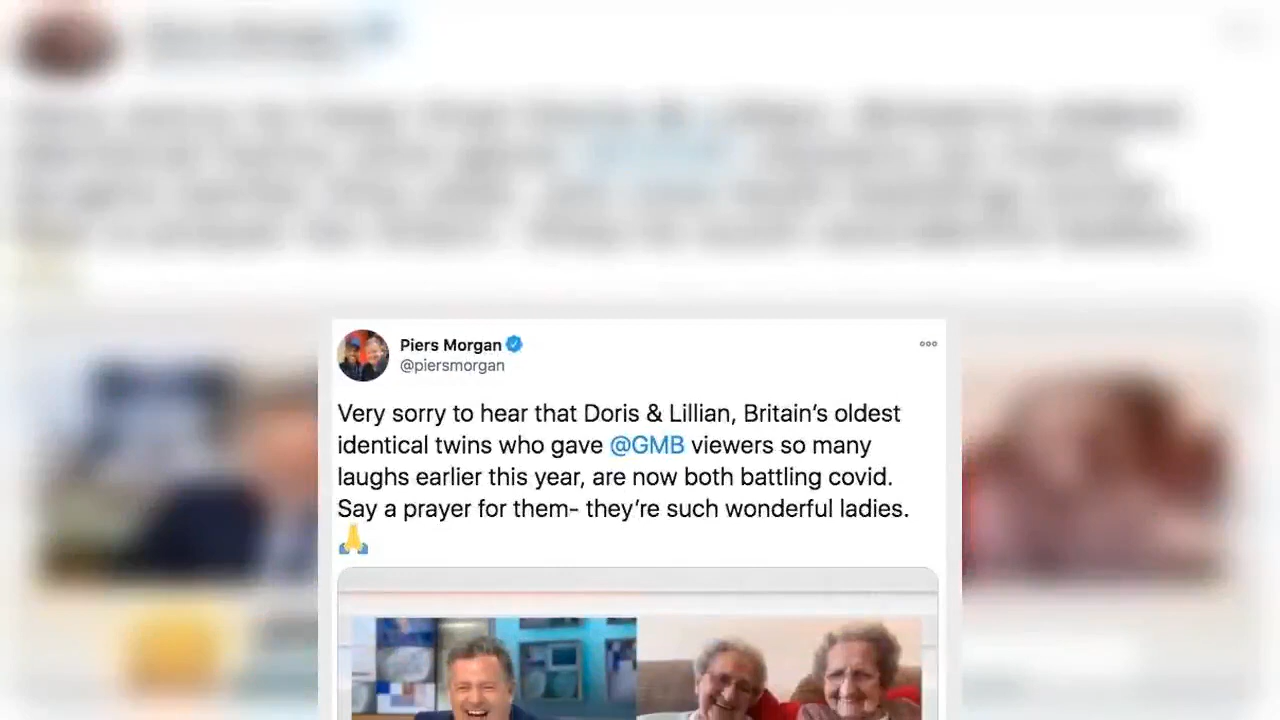 Piers Morgan
@piersmorgan
Very sorry to hear that Doris & Lillian, Britain's oldest
identical twins who gave @GMB viewers so many
laughs earlier this year, are now both battling covid.
Say a prayer for them- they're such wonderful ladies.
🙏